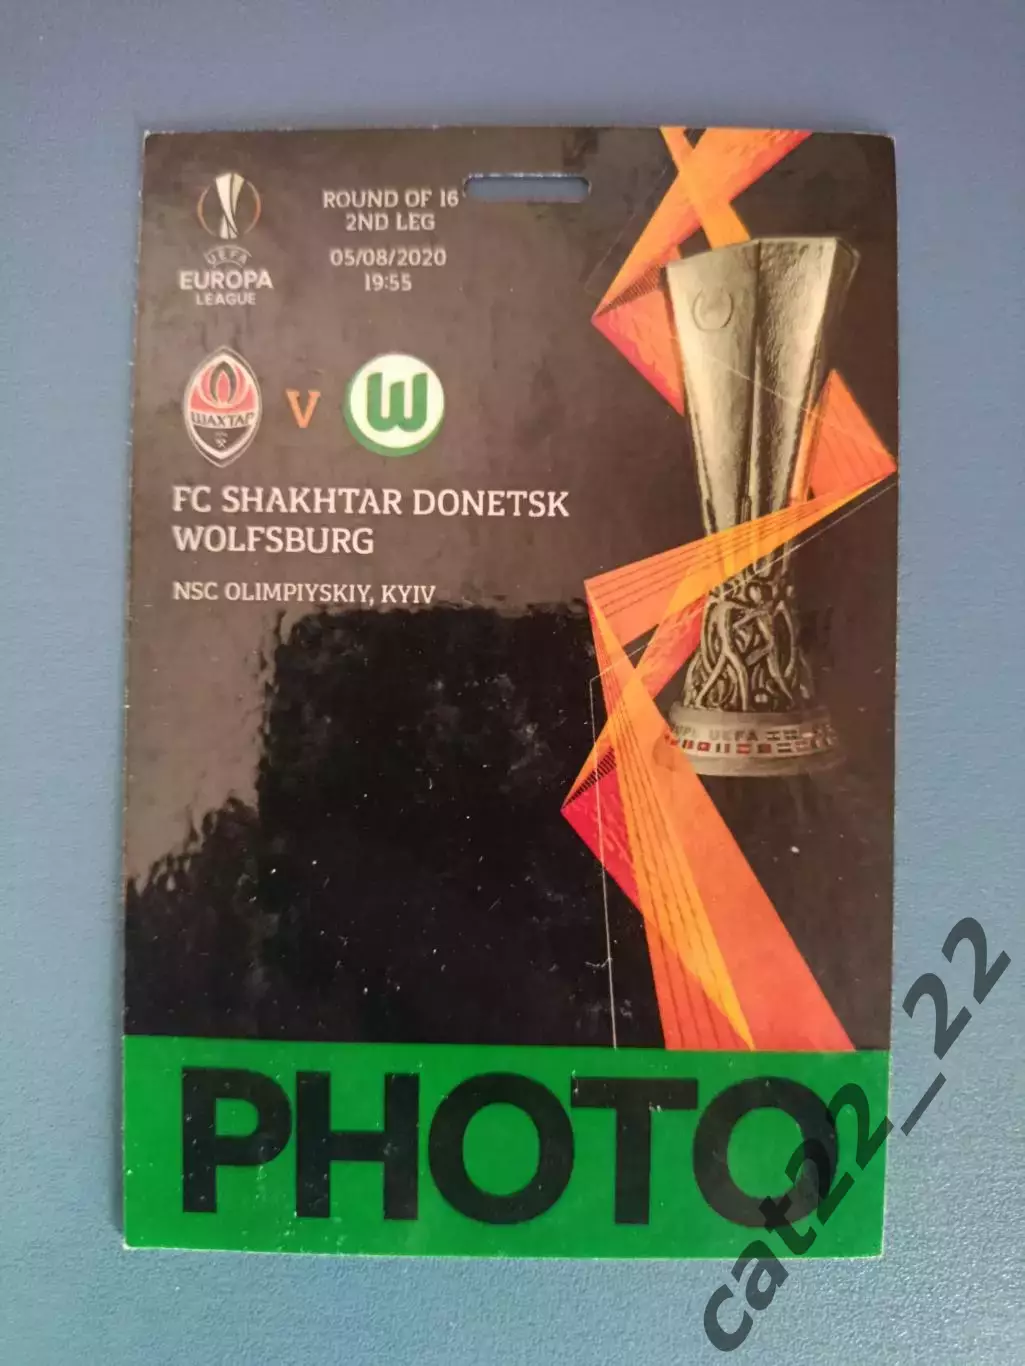 ROUND OF 16
2ND LEG
05/08/2020
19:55
UEFA
EUROPA
LEAGUE
ШАХТАР
V
W
FC SHAKHTAR DONETSK
WOLFSBURG
NSC OLIMPIYSKIY, KYIV
UEFA
PHOTO
cat22_22